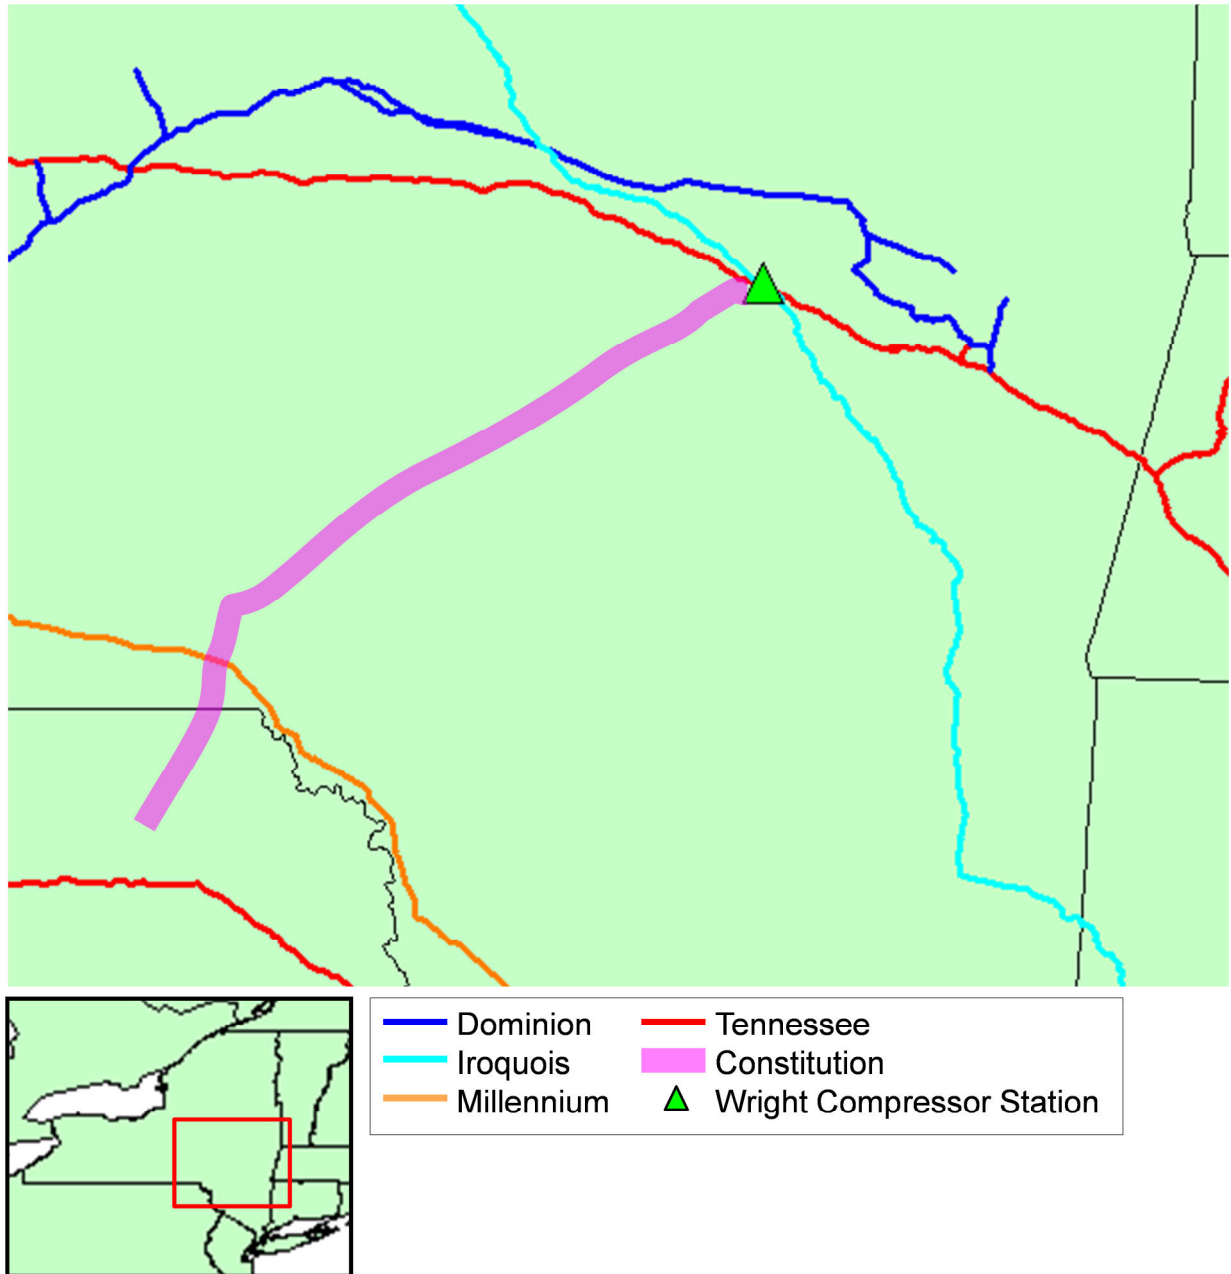 Dominion
Tennessee
Iroquois
Constitution
Millennium
Wright Compressor Station